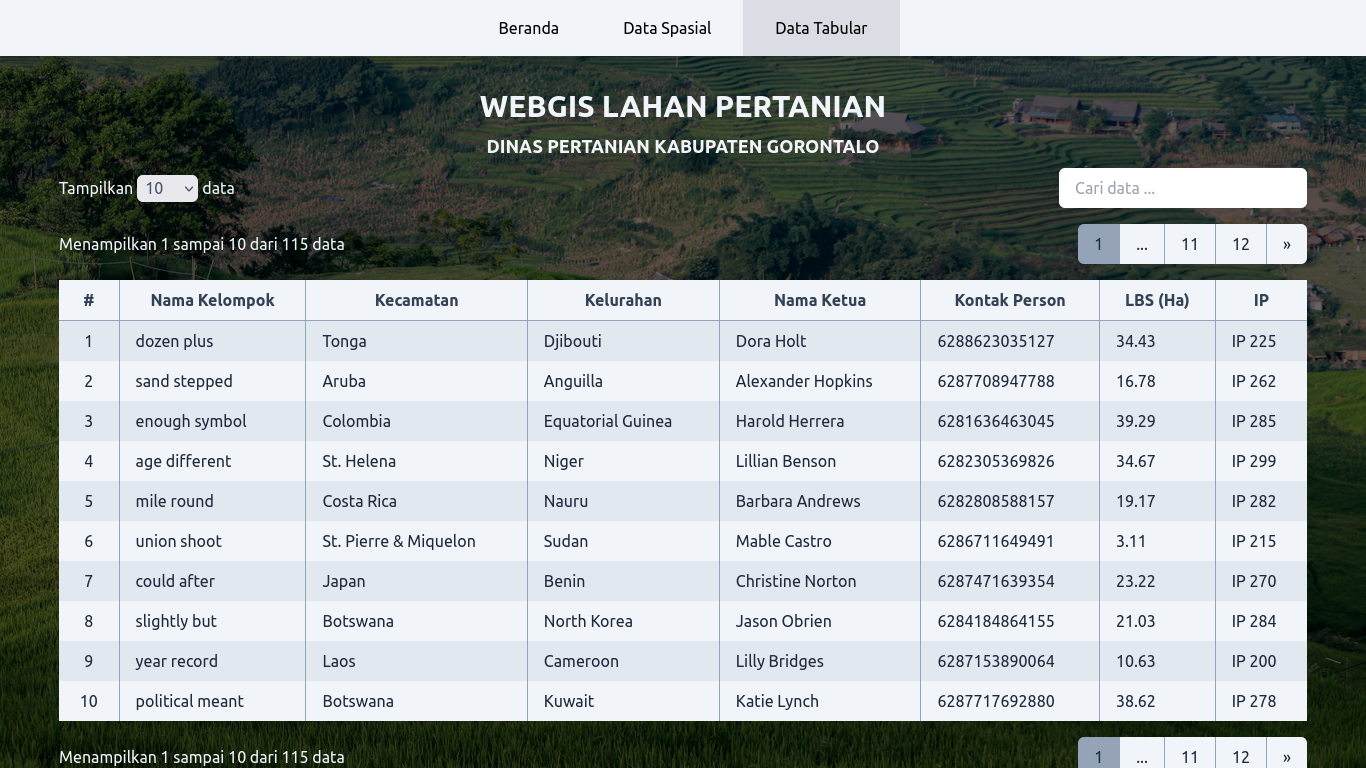 Beranda Data Spasial Data Tabular
WEBGIS LAHAN PERTANIAN
DINAS PERTANIAN KABUPATEN GORONTALO
Tampilkan 10 data Cari data ...
Menampilkan 1 sampai 10 dari 115 data 1 ... 11 12 »
# Nama Kelompok Kecamatan Kelurahan Nama Ketua Kontak Person LBS (Ha) IP
1 dozen plus Tonga Djibouti Dora Holt 6288623035127 34.43 IP 225
2 sand stepped Aruba Anguilla Alexander Hopkins 6287708947788 16.78 IP 262
3 enough symbol Colombia Equatorial Guinea Harold Herrera 6281636463045 39.29 IP 285
4 age different St. Helena Niger Lillian Benson 6282305369826 34.67 IP 299
5 mile round Costa Rica Nauru Barbara Andrews 6282808588157 19.17 IP 282
6 union shoot St. Pierre & Miquelon Sudan Mable Castro 6286711649491 3.11 IP 215
7 could after Japan Benin Christine Norton 6287471639354 23.22 IP 270
8 slightly but Botswana North Korea Jason Obrien 6284184864155 21.03 IP 284
9 year record Laos Cameroon Lilly Bridges 6287153890064 10.63 IP 200
10 political meant Botswana Kuwait Katie Lynch 6287717692880 38.62 IP 278
Menampilkan 1 sampai 10 dari 115 data 1 ... 11 12 »